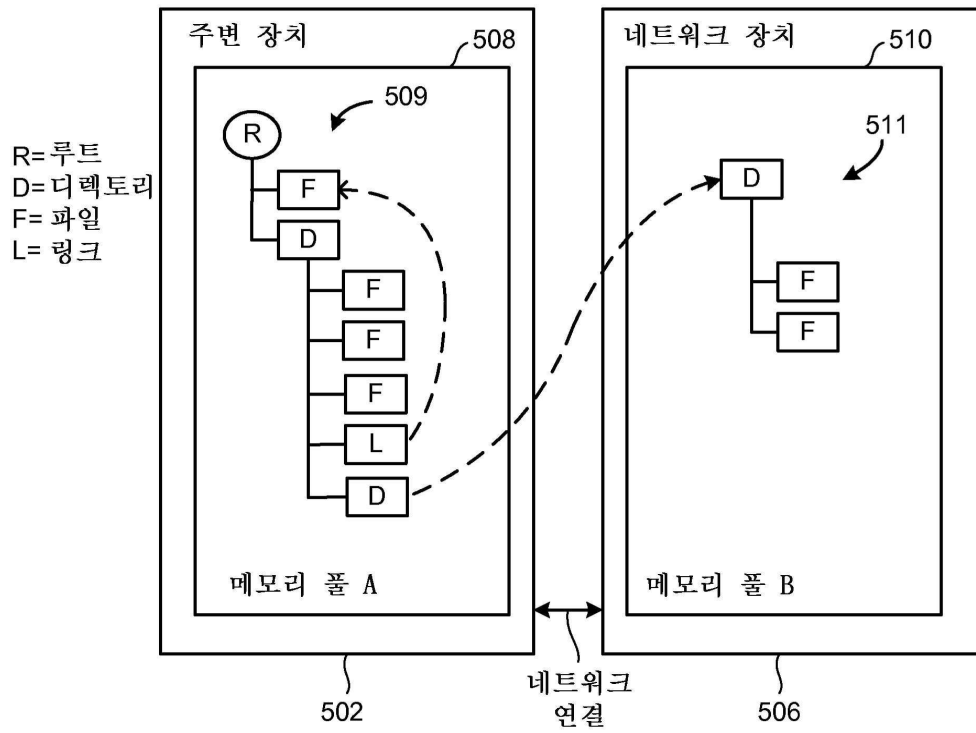 주변 장치
508
509
R
F
D
F
F
F
L
D
메모리 풀 A
R= 루트
D= 디렉토리
F= 파일
L= 링크
네트워크 장치
510
511
D
F
F
메모리 풀 B
네트워크
연결
502
506